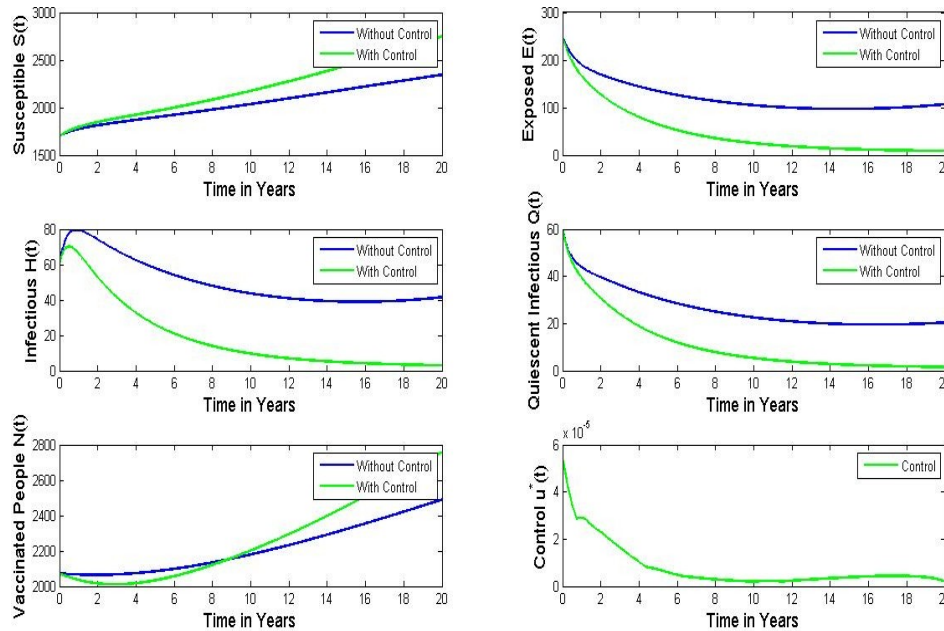 Susceptible S(t)
3000
2500
2000
1500
0 2 4 6 8 10 12 14 16 18 20
Time in Years
Without Control
With Control
Exposed E(t)
300
200
100
0
0 2 4 6 8 10 12 14 16 18 20
Time in Years
Without Control
With Control
Infectious H(t)
80
60
40
20
0
0 2 4 6 8 10 12 14 16 18 20
Time in Years
Without Control
With Control
Quiescent Infectious Q(t)
60
40
20
0
0 2 4 6 8 10 12 14 16 18 20
Time in Years
Without Control
With Control
Vaccinated People N(t)
2800
2600
2400
2200
2000
0 2 4 6 8 10 12 14 16 18 20
Time in Years
Without Control
With Control
Control u*(t)
x 10-5
6
4
2
0
0 2 4 6 8 10 12 14 16 18 20
Time in Years
Control